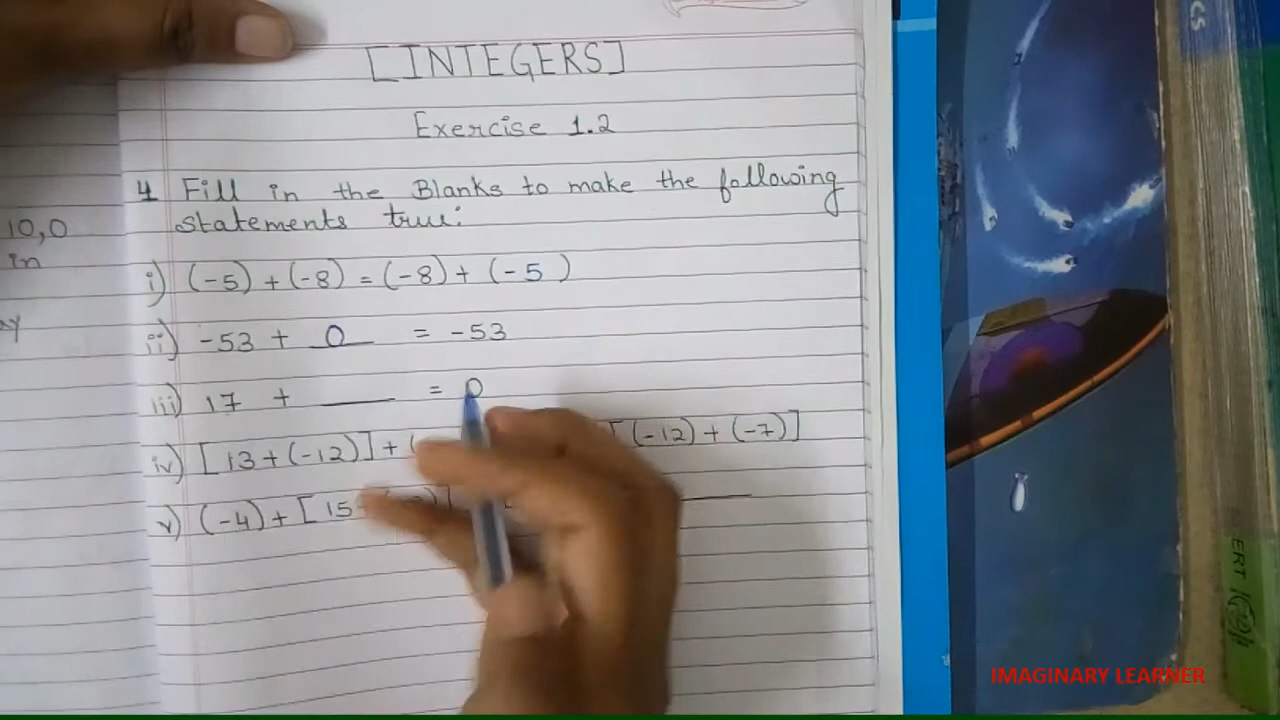 [INTEGERS]
Exercise 1.2
4 Fill in the Blanks to make the following
statements true:
i) (-5) + (-8) = (-8) + (-5)
ii) -53 + 0 = -53
iii) 17 + ____ = 0
iv) [13 + (-12)] + ( [(-12) + (-7)]
v) (-4) + [15 ____
10,0
in
IMAGINARY LEARNER